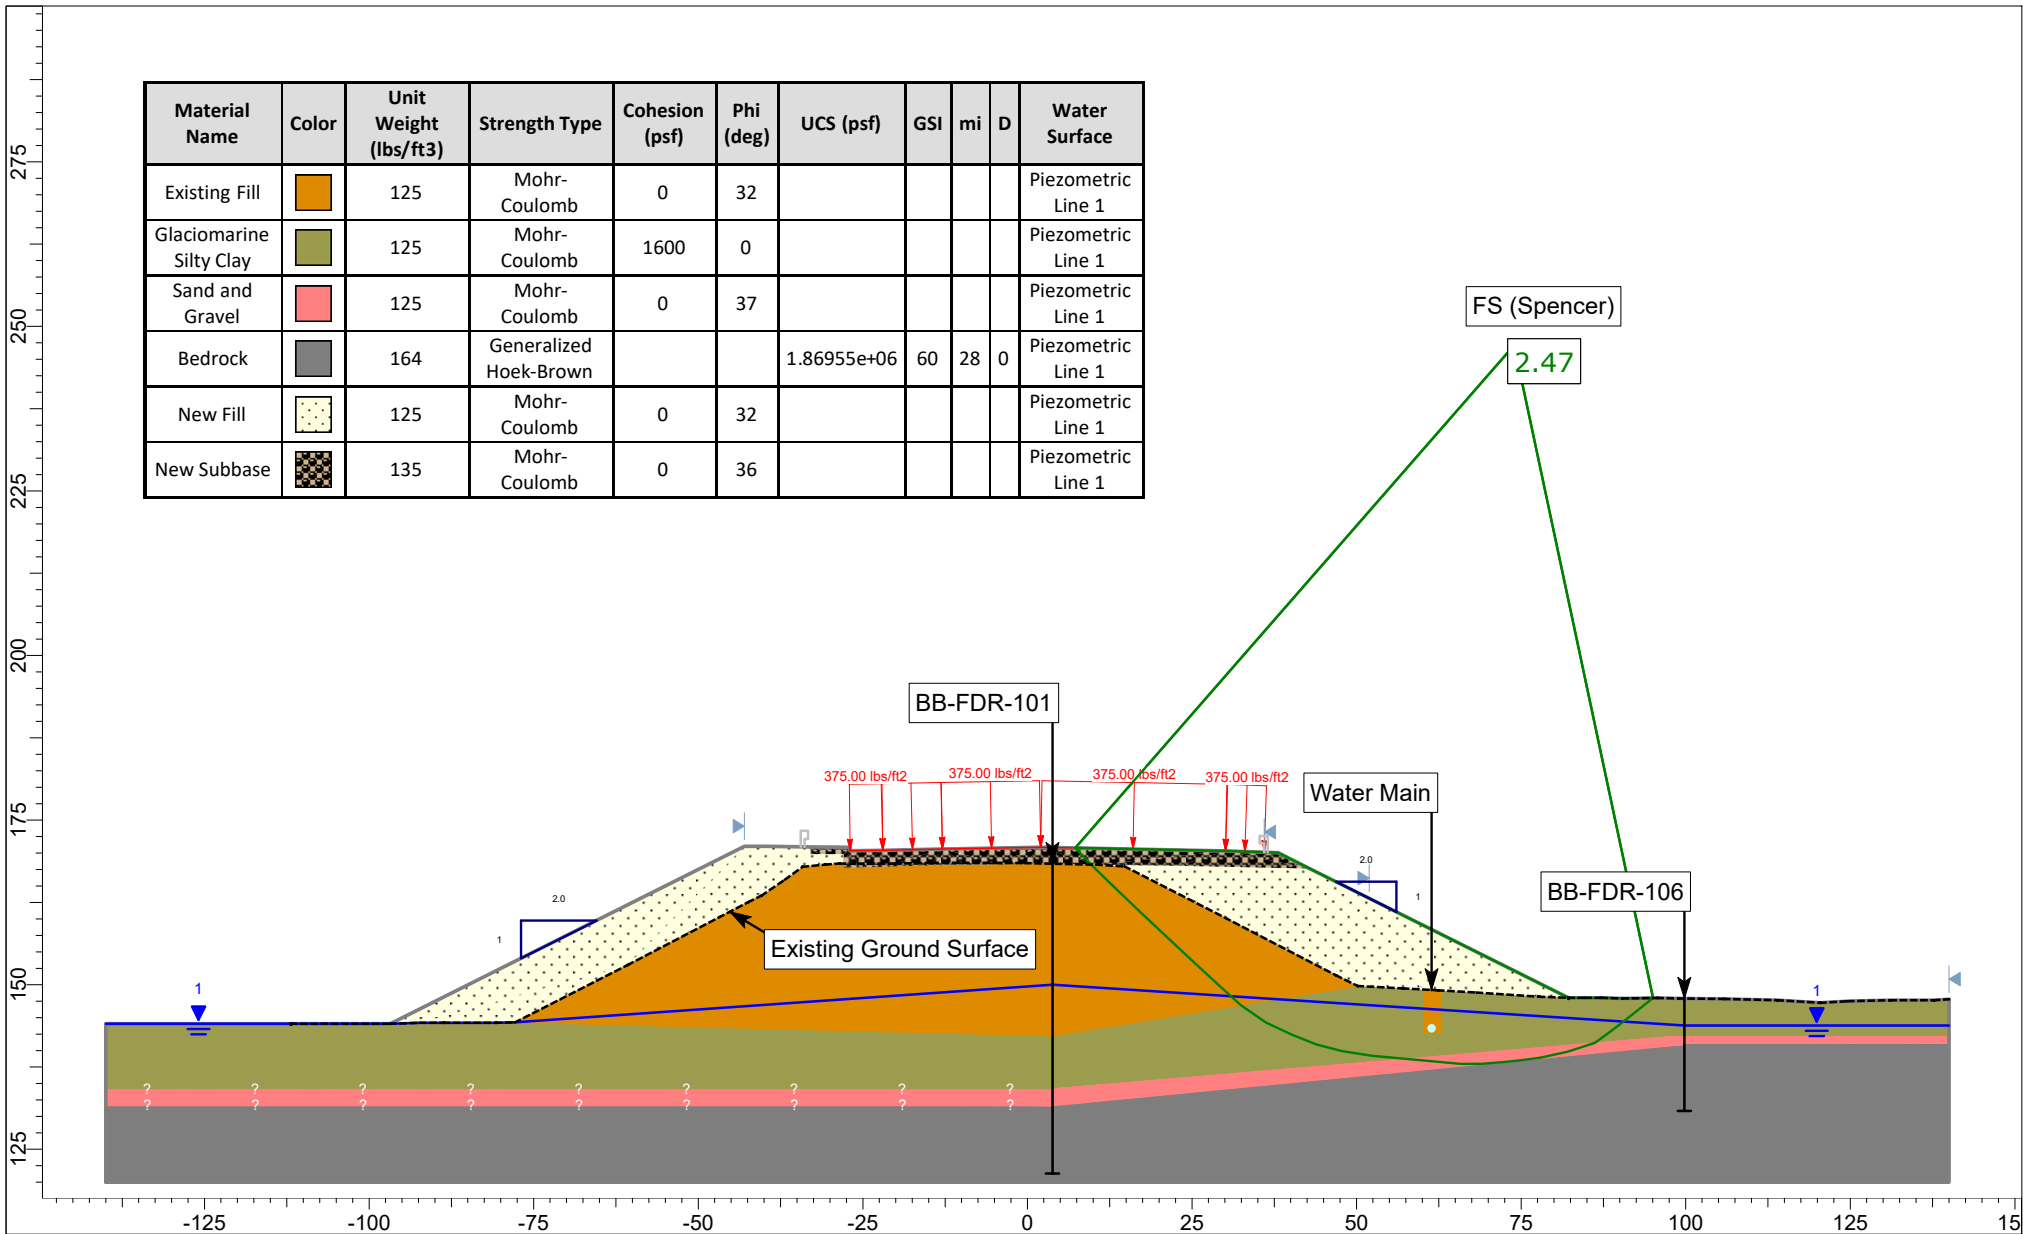 Material Name Color Unit Weight (lbs/ft3) Strength Type Cohesion (psf) Phi (deg) UCS (psf) GSI mi D Water Surface
Existing Fill 125 Mohr-Coulomb 0 32 Piezometric Line 1
Glaciomarine Silty Clay 125 Mohr-Coulomb 1600 0 Piezometric Line 1
Sand and Gravel 125 Mohr-Coulomb 0 37 Piezometric Line 1
Bedrock 164 Generalized Hoek-Brown 1.86955e+06 60 28 0 Piezometric Line 1
New Fill 125 Mohr-Coulomb 0 32 Piezometric Line 1
New Subbase 135 Mohr-Coulomb 0 36 Piezometric Line 1
FS (Spencer)
2.47
BB-FDR-101
375.00 lbs/ft2 375.00 lbs/ft2 375.00 lbs/ft2 375.00 lbs/ft2
Water Main
BB-FDR-106
Existing Ground Surface
2.0
1
2.0
1
1
1
? ? ? ? ? ? ? ? ?
? ? ? ? ? ? ? ? ?
275
250
225
200
175
150
125
-125 -100 -75 -50 -25 0 25 50 75 100 125 15